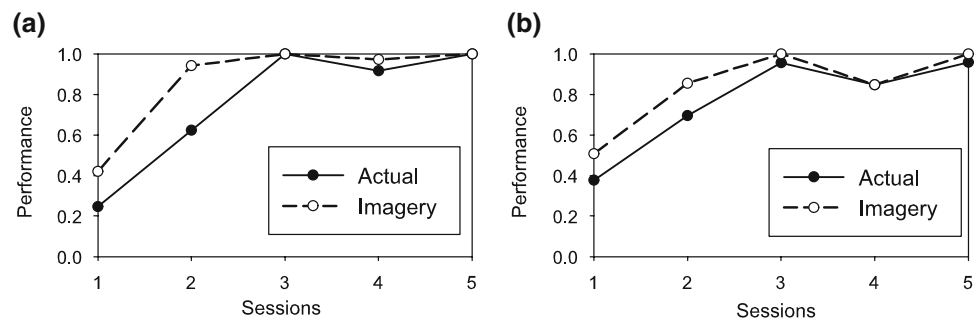 (a)
Performance
1.0
0.8
0.6
0.4
0.2
0.0
Actual
Imagery
1 2 3 4 5
Sessions
(b)
Performance
1.0
0.8
0.6
0.4
0.2
0.0
Actual
Imagery
1 2 3 4 5
Sessions